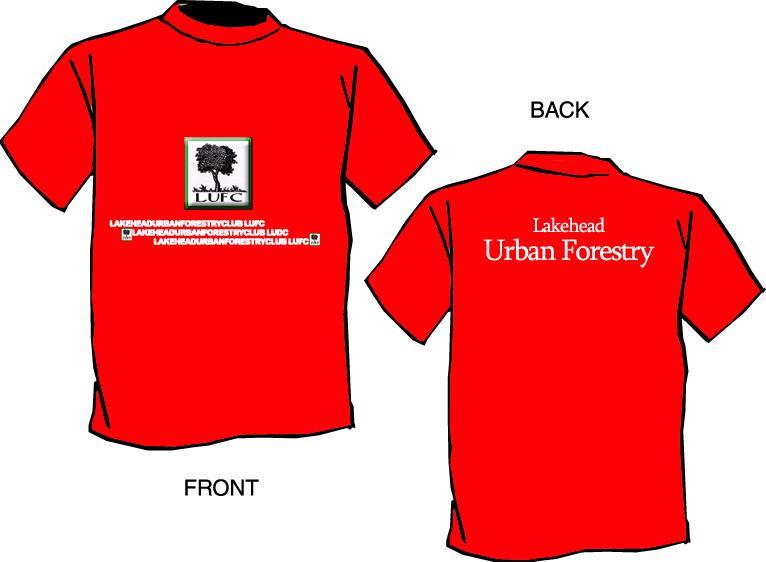 LUFC
LAKEHEADURBANFORESTRYCLUB LUFC
LAKEHEADURBANFORESTRYCLUB LUDC
LAKEHEADURBANFORESTRYCLUB LUFC
FRONT
BACK
Lakehead
Urban Forestry